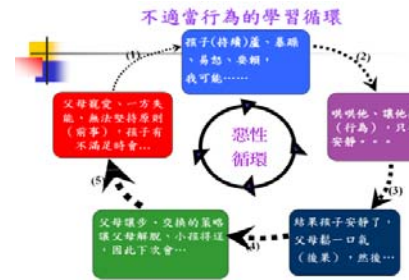 不適當行為的學習循環
孩子(持續)盧、暴躁
、易怒、耍賴,
我可能……
(1)
(2)
父母寵愛、一方失
能、無法堅持原則
(前事),孩子有
不滿足時會…
哄哄他、讓他
(行為),只
安靜...
惡性
循環
(5)
(3)
父母讓步、交換的策略
讓父母解脫、小孩得逞
,因此下次會…
(4)
結果孩子安靜了,
父母鬆一口氣
(後果),然後…